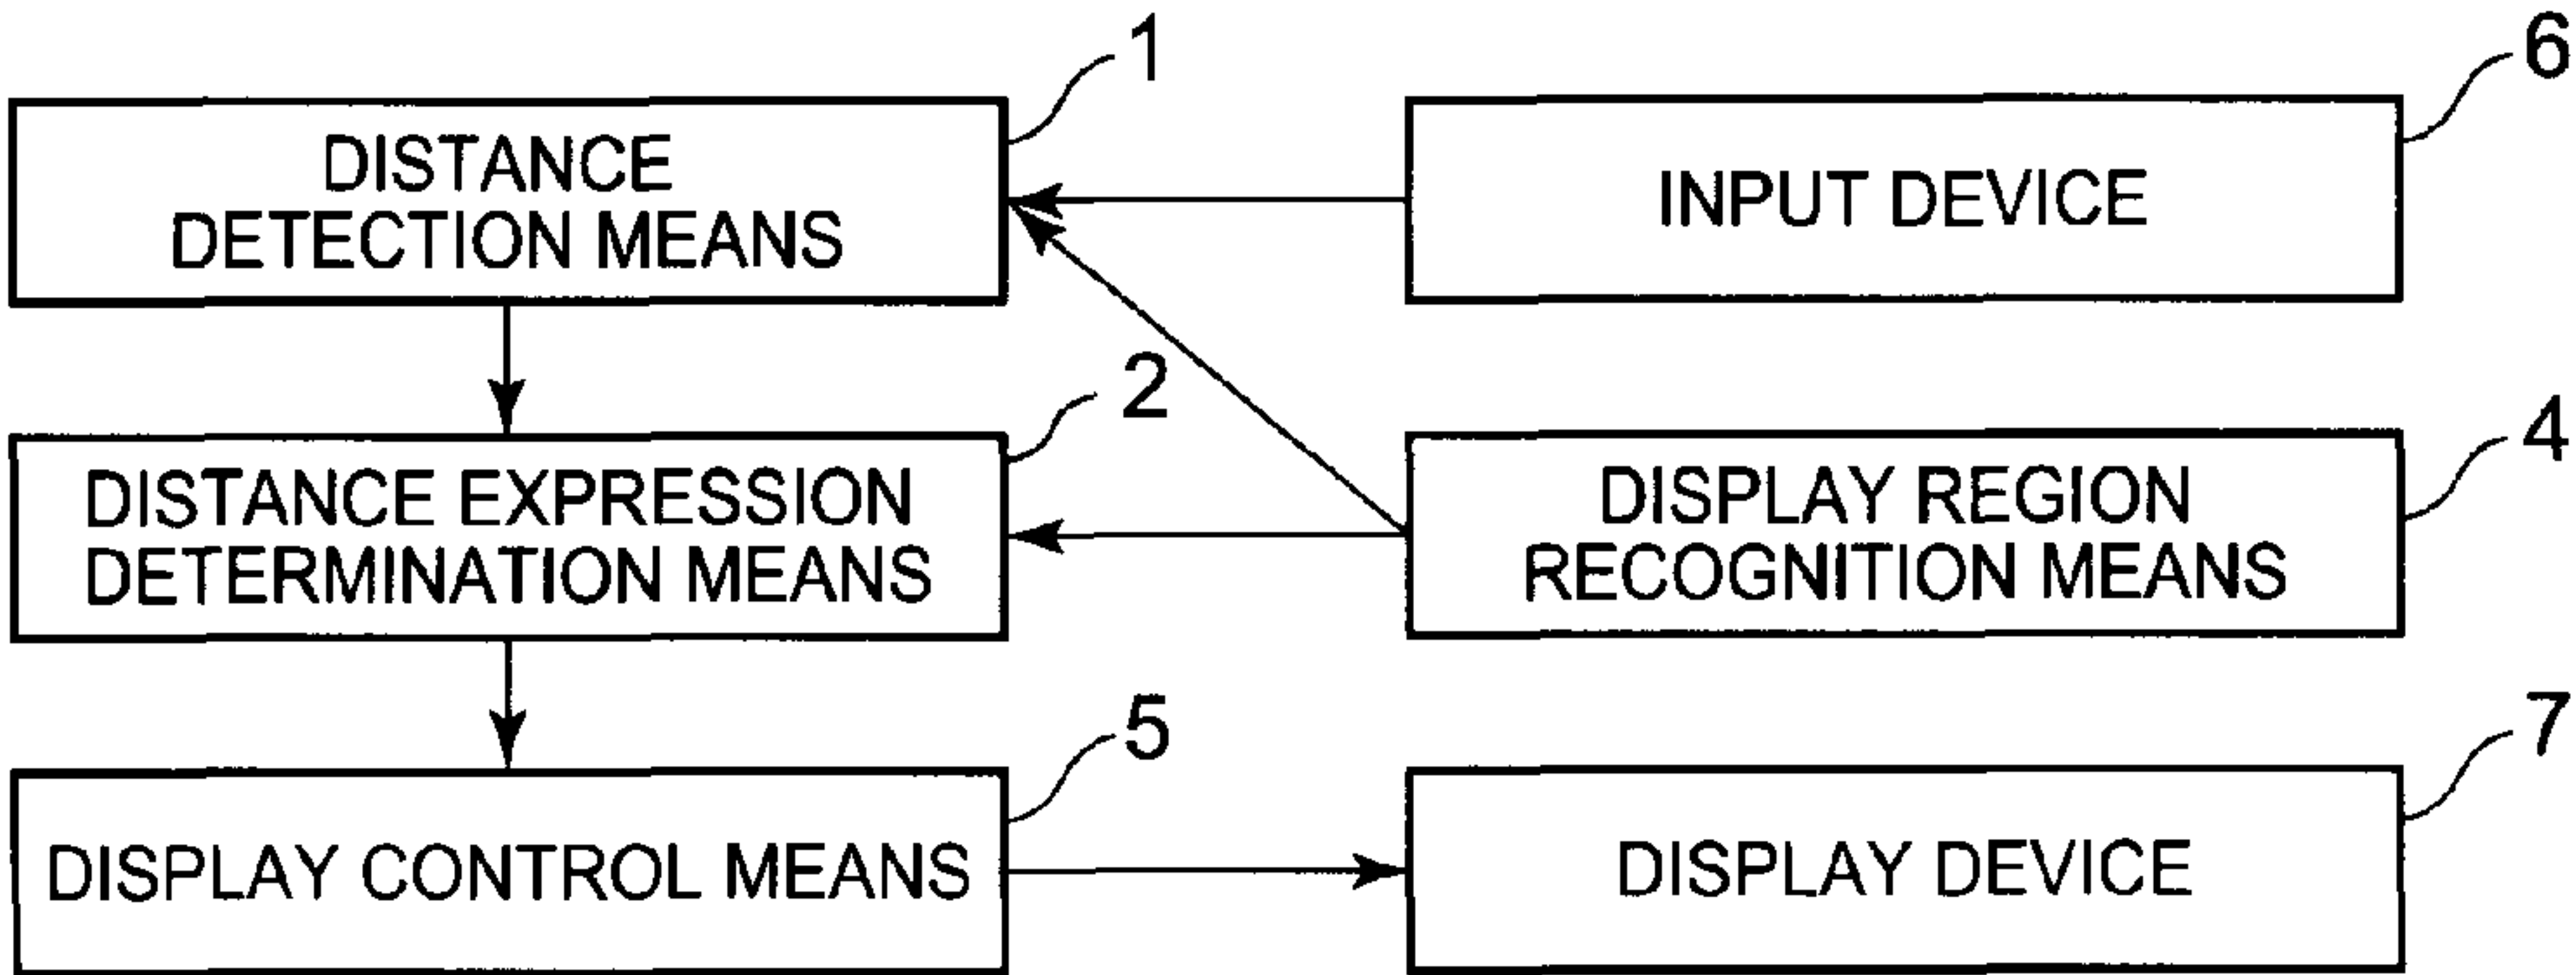 1
6
DISTANCE
DETECTION MEANS
INPUT DEVICE
2
4
DISTANCE EXPRESSION
DETERMINATION MEANS
DISPLAY REGION
RECOGNITION MEANS
5
7
DISPLAY CONTROL MEANS
DISPLAY DEVICE